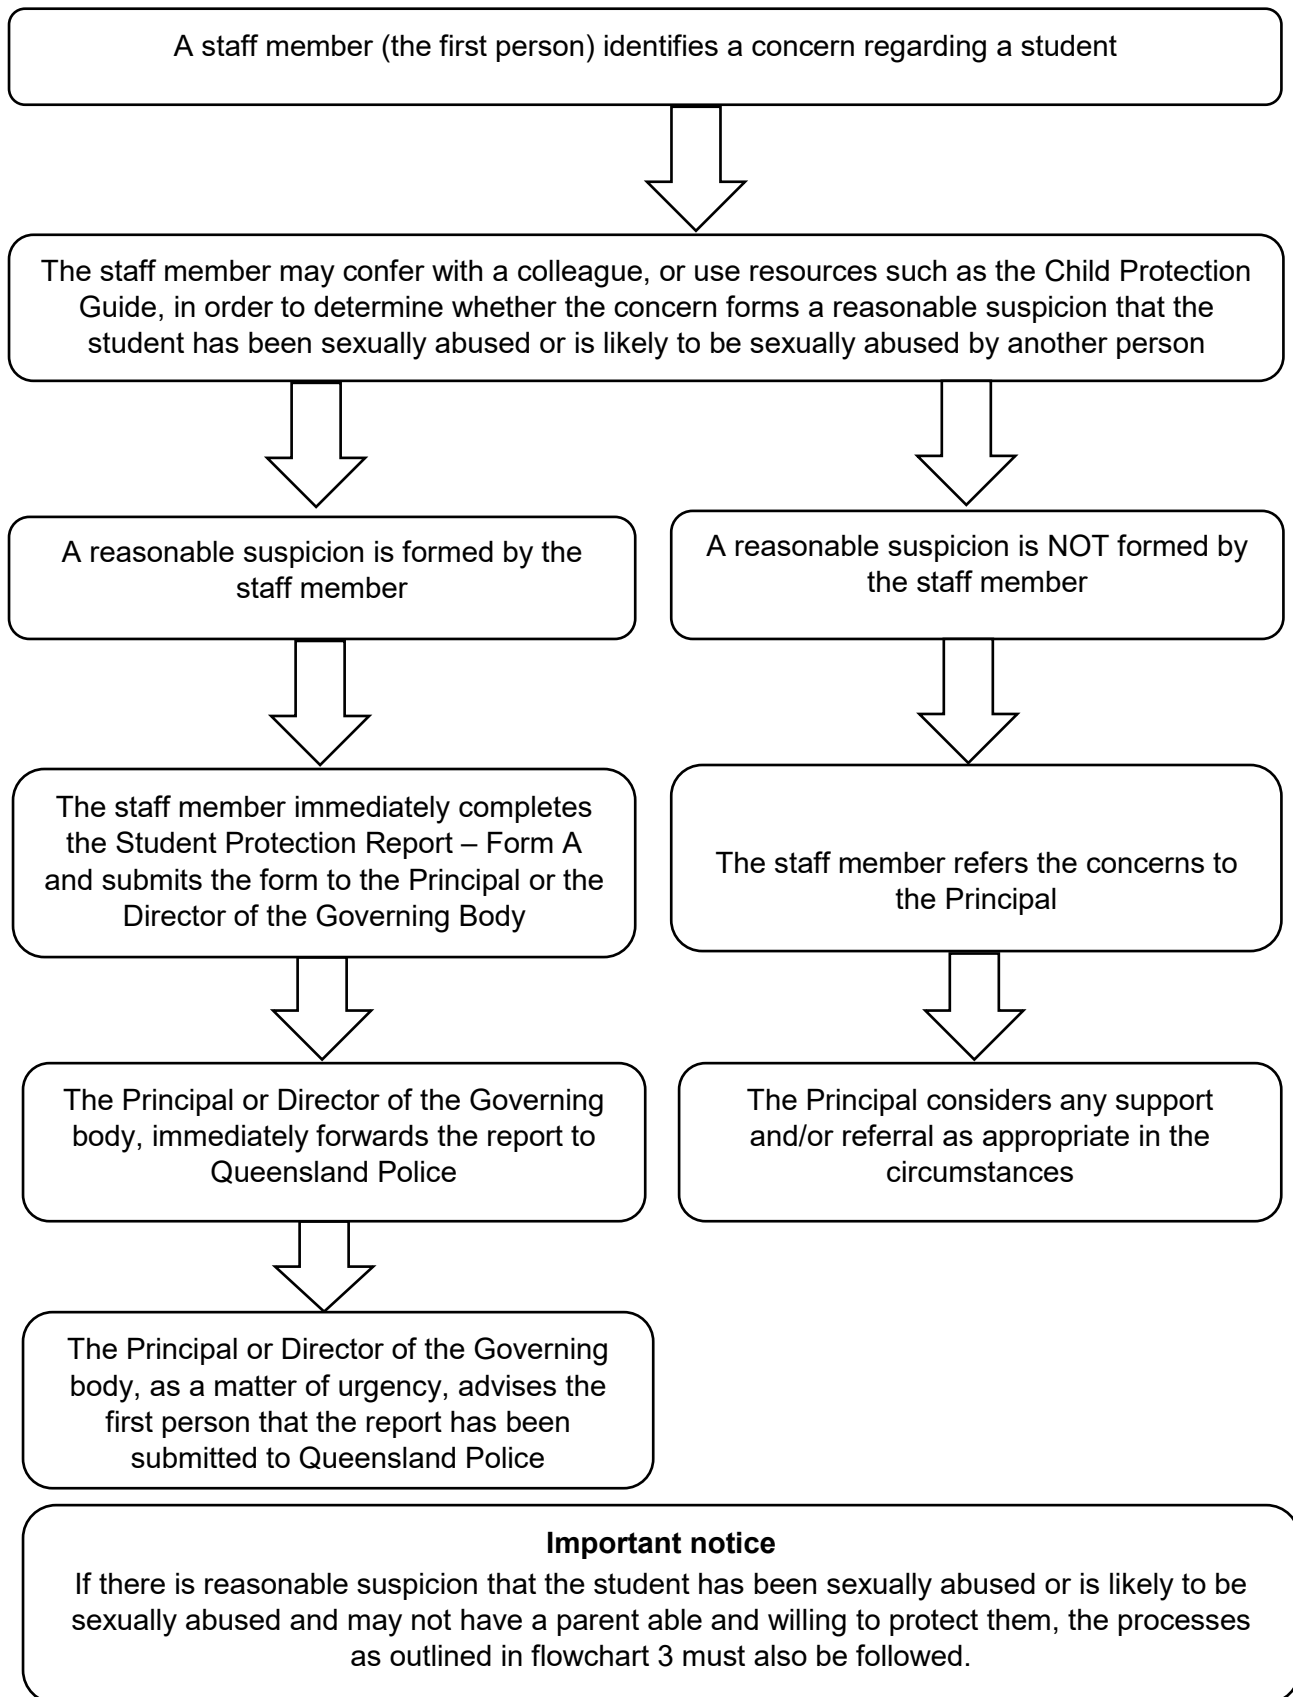 A staff member (the first person) identifies a concern regarding a student
The staff member may confer with a colleague, or use resources such as the Child Protection
Guide, in order to determine whether the concern forms a reasonable suspicion that the
student has been sexually abused or is likely to be sexually abused by another person
A reasonable suspicion is formed by the
staff member
A reasonable suspicion is NOT formed by
the staff member
The staff member immediately completes
the Student Protection Report – Form A
and submits the form to the Principal or the
Director of the Governing Body
The staff member refers the concerns to
the Principal
The Principal or Director of the Governing
body, immediately forwards the report to
Queensland Police
The Principal considers any support
and/or referral as appropriate in the
circumstances
The Principal or Director of the Governing
body, as a matter of urgency, advises the
first person that the report has been
submitted to Queensland Police
Important notice
If there is reasonable suspicion that the student has been sexually abused or is likely to be
sexually abused and may not have a parent able and willing to protect them, the processes
as outlined in flowchart 3 must also be followed.